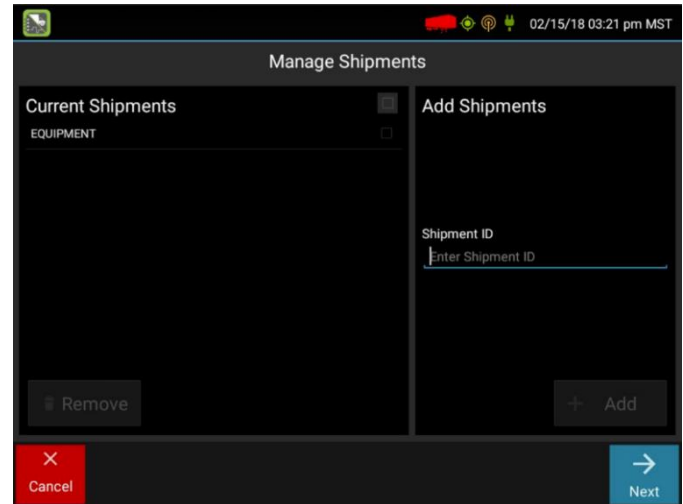 02/15/18 03:21 pm MST
Manage Shipments
Current Shipments
EQUIPMENT
Remove
Add Shipments
Shipment ID
Enter Shipment ID
+ Add
Cancel
Next